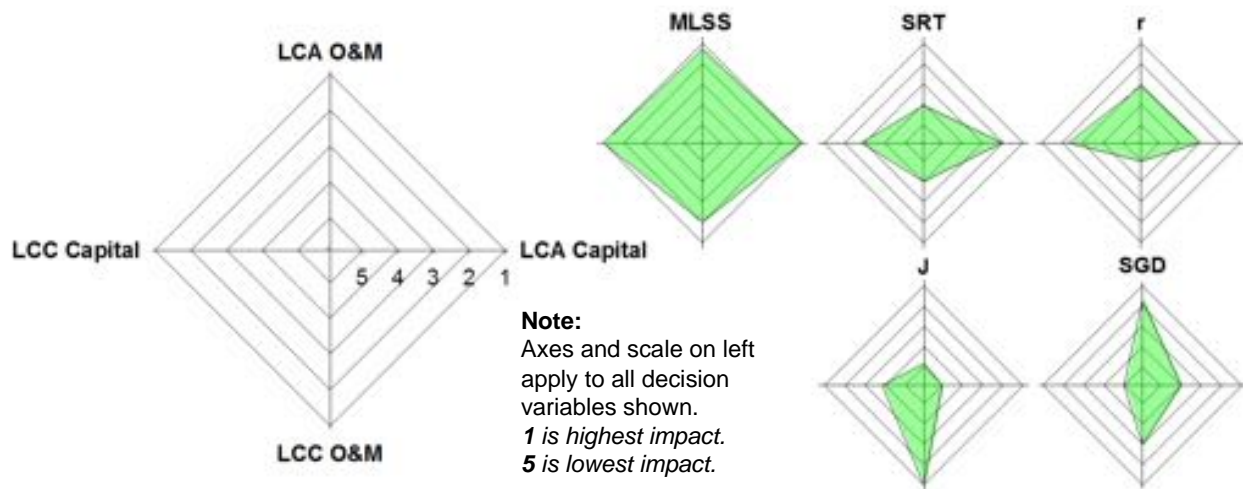 LCA O&M
LCC Capital
LCA Capital
5 4 3 2 1
LCC O&M
MLSS
SRT
r
J
SGD
Note:
Axes and scale on left
apply to all decision
variables shown.
1 is highest impact.
5 is lowest impact.